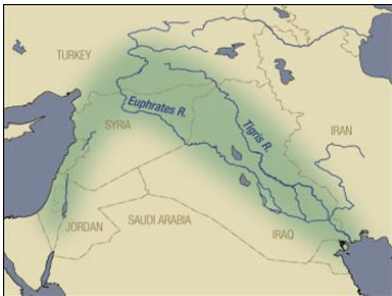 TURKEY
Euphrates R.
Tigris R.
SYRIA
IRAN
JORDAN
SAUDI ARABIA
IRAQ